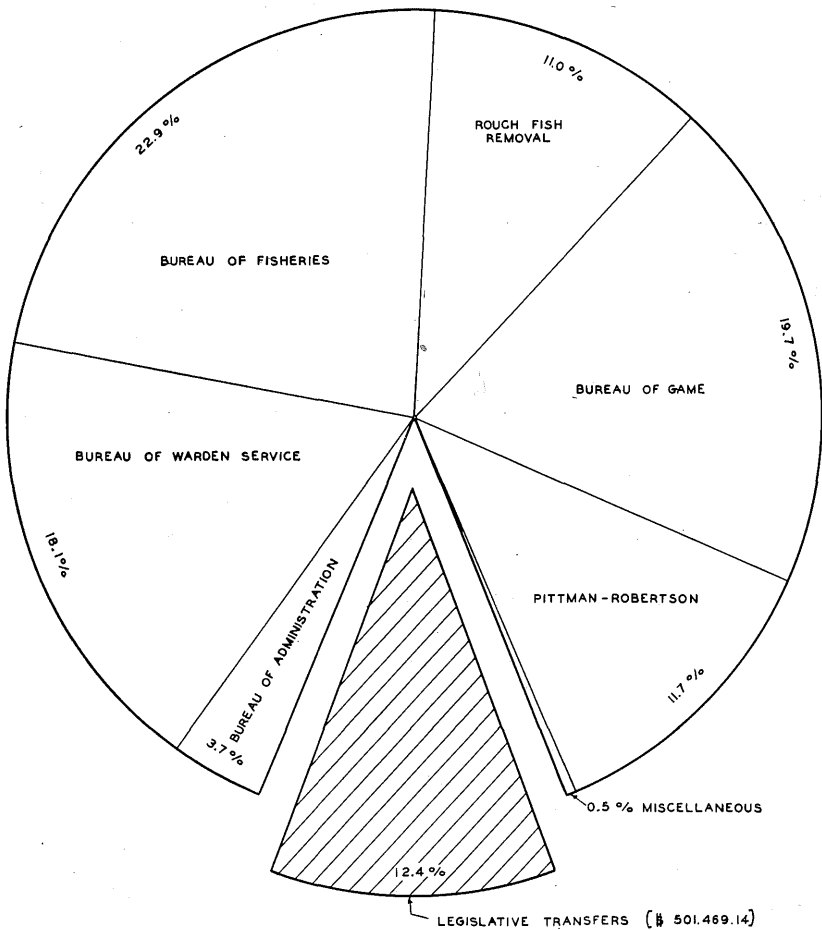 11.0%
22.9%
ROUGH FISH
REMOVAL
BUREAU OF FISHERIES
19.7%
BUREAU OF GAME
BUREAU OF WARDEN SERVICE
18.1%
BUREAU OF ADMINISTRATION
3.7%
PITTMAN-ROBERTSON
11.7%
0.5% MISCELLANEOUS
12.4%
LEGISLATIVE TRANSFERS [$ 501.469.14]